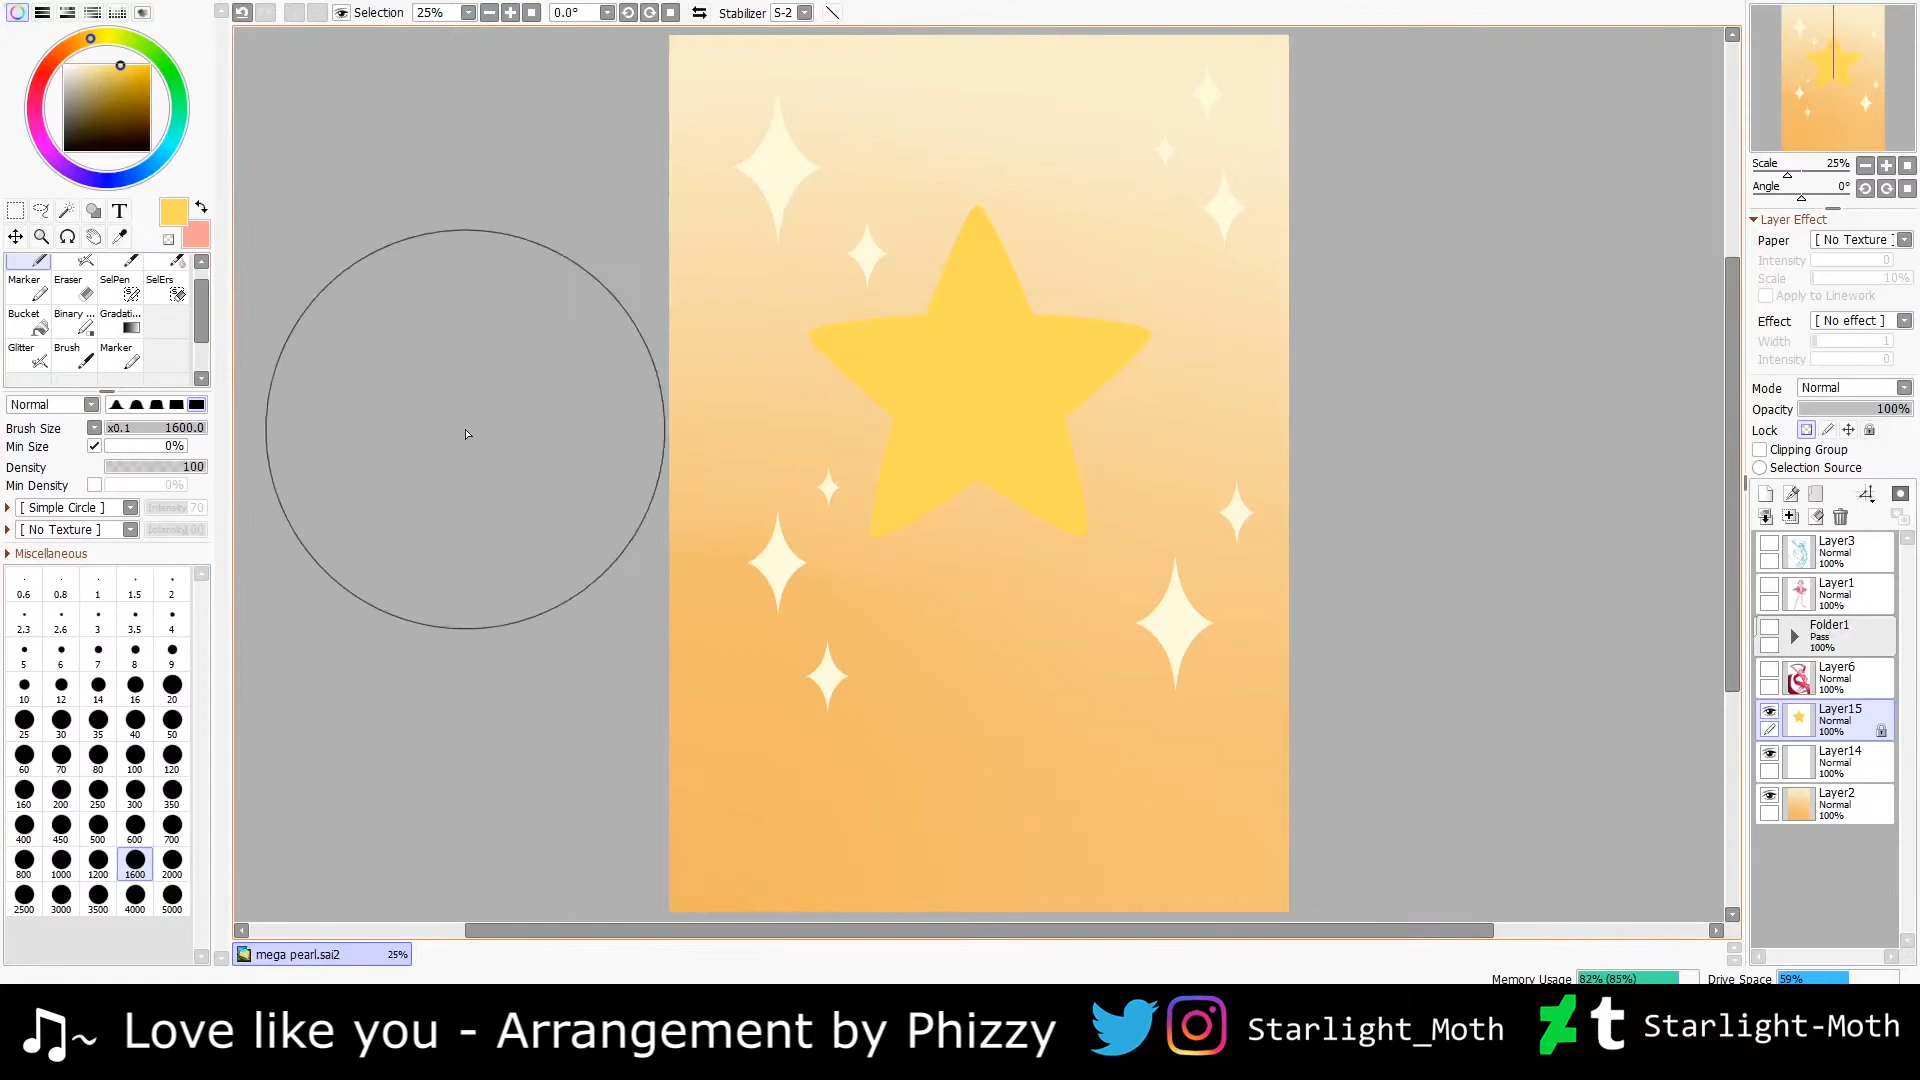 Selection 25% 0.0° Stabilizer S-2
T
Marker Eraser SelPen SelErs
Bucket Binary ... Gradati...
Glitter Brush Marker
Normal
Brush Size x0.1 1600.0
Min Size 0%
Density 100
Min Density 0%
[ Simple Circle ] Intensity 70
[ No Texture ]
Miscellaneous
0.6 0.8 1 1.5 2
2.3 2.6 3 3.5 4
5 6 7 8 9
10 12 14 16 20
25 30 35 40 50
60 70 80 100 120
160 200 250 300 350
400 450 500 600 700
800 1000 1200 1600 2000
2500 3000 3500 4000 5000
mega pearl.sai2 25%
Scale 25%
Angle 0°
Layer Effect
Paper [ No Texture ]
Intensity 0
Scale 10%
Apply to Linework
Effect [ No effect ]
Width 1
Intensity 0
Mode Normal
Opacity 100%
Lock
Clipping Group
Selection Source
Layer3
Normal
100%
Layer1
Normal
100%
Folder1
Pass
100%
Layer6
Normal
100%
Layer15
Normal
100%
Layer14
Normal
100%
Layer2
Normal
100%
Memory Usage 82% (85%) Drive Space 59%
♫~ Love like you - Arrangement by Phizzy Starlight_Moth t Starlight-Moth